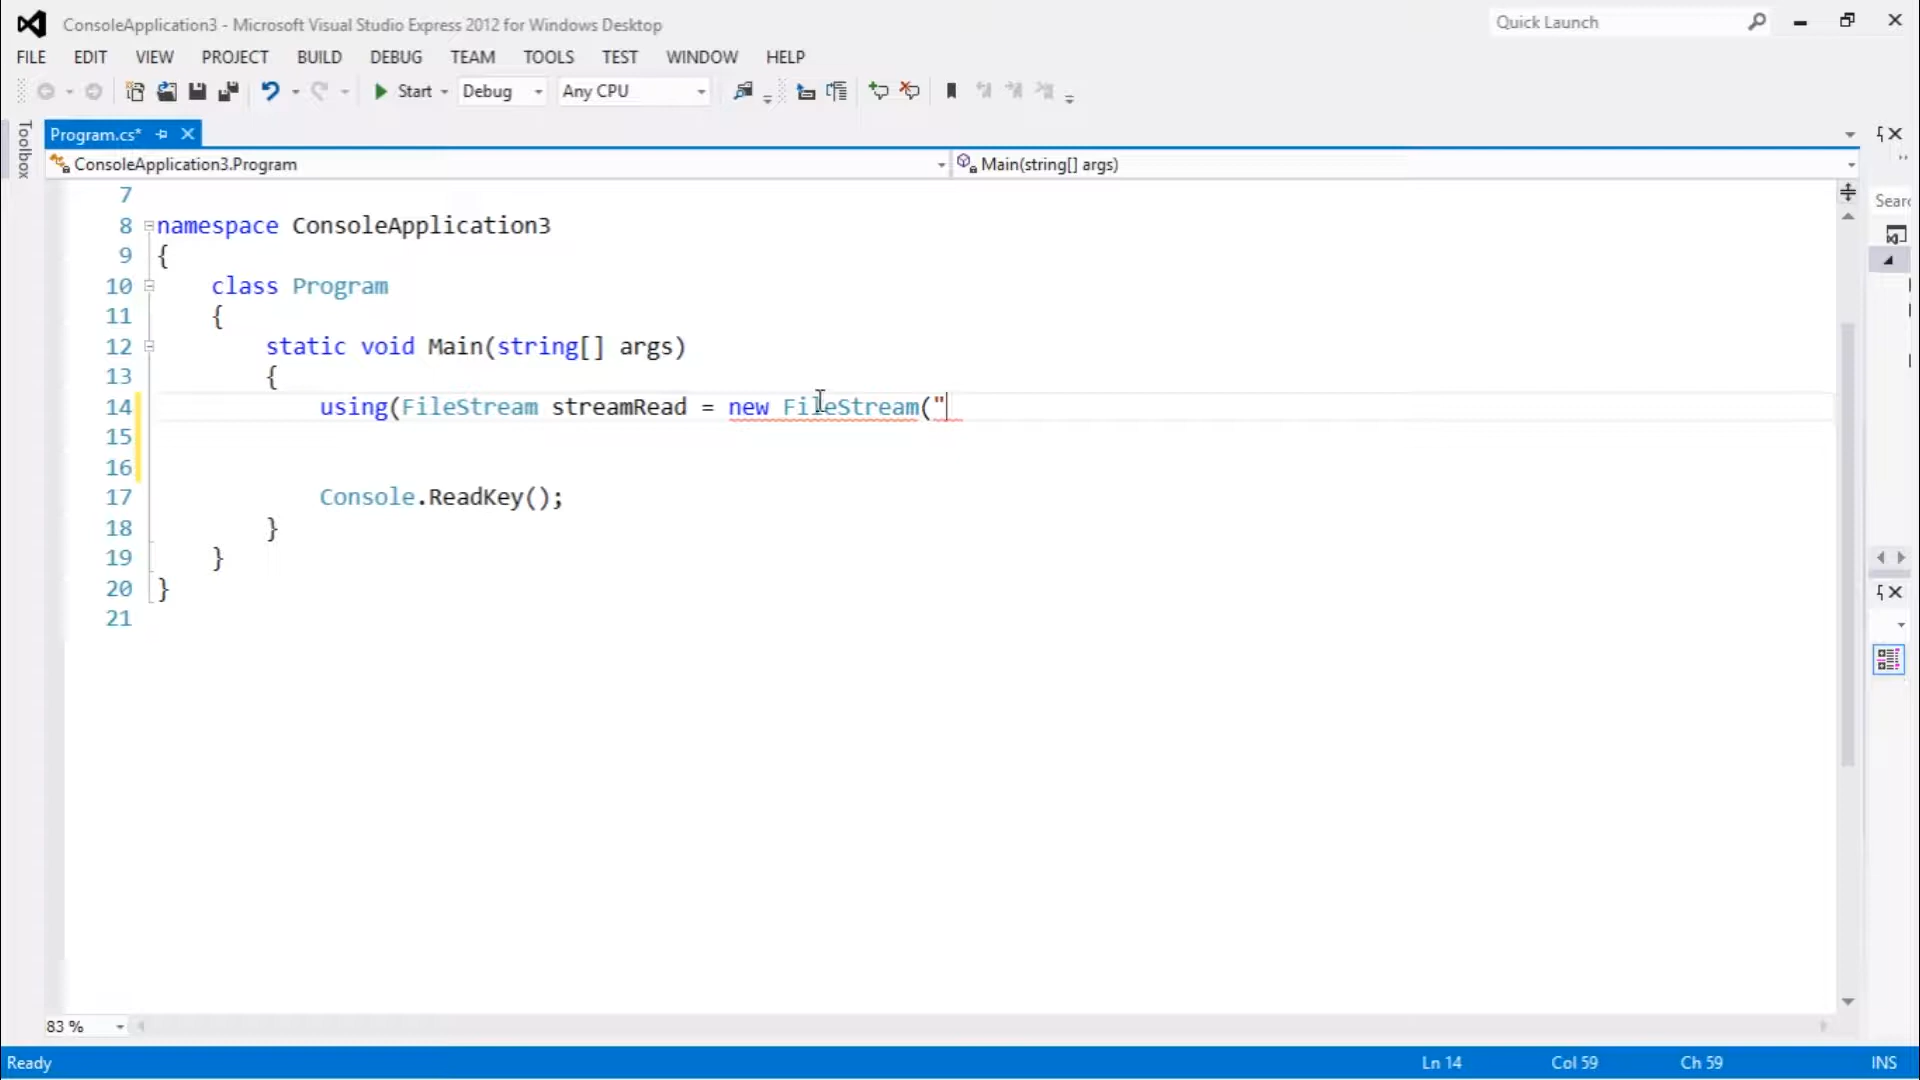 ConsoleApplication3 - Microsoft Visual Studio Express 2012 for Windows Desktop
Quick Launch
FILE EDIT VIEW PROJECT BUILD DEBUG TEAM TOOLS TEST WINDOW HELP
Start Debug Any CPU
Toolbox
Program.cs*
ConsoleApplication3.Program
Main(string[] args)
7
8 namespace ConsoleApplication3
9 {
10 class Program
11 {
12 static void Main(string[] args)
13 {
14 using(FileStream streamRead = new FileStream("
15
16
17 Console.ReadKey();
18 }
19 }
20 }
21
83 %
Ready
Ln 14 Col 59 Ch 59 INS